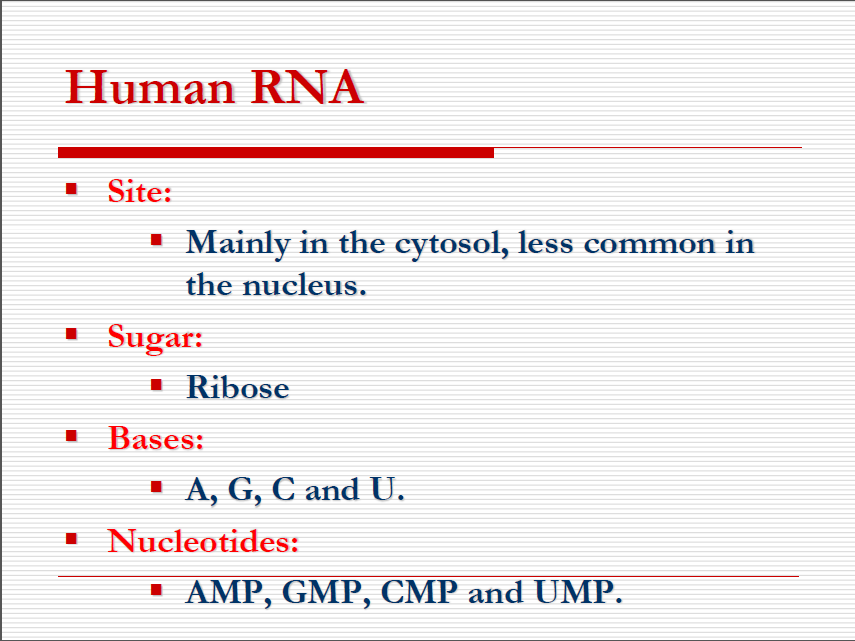 Human RNA
Site:
Mainly in the cytosol, less common in
the nucleus.
Sugar:
Ribose
Bases:
A, G, C and U.
Nucleotides:
AMP, GMP, CMP and UMP.